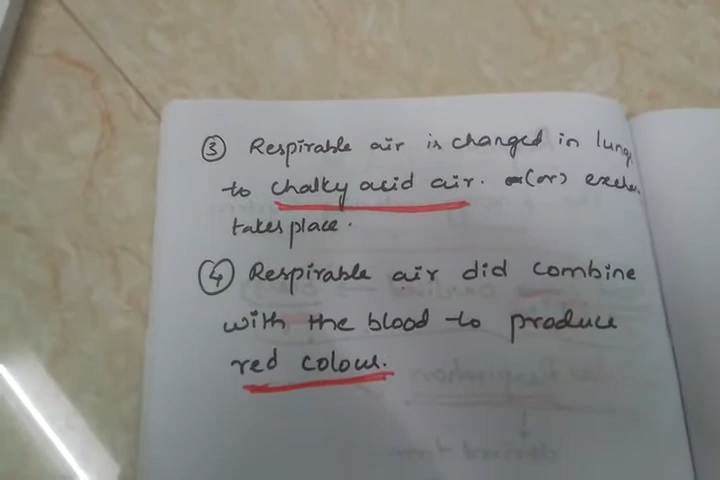 ③ Respirable air is changed in lung
to chalky acid air. (or)
takes place.
④ Respirable air did combine
with the blood to produce
red colour.